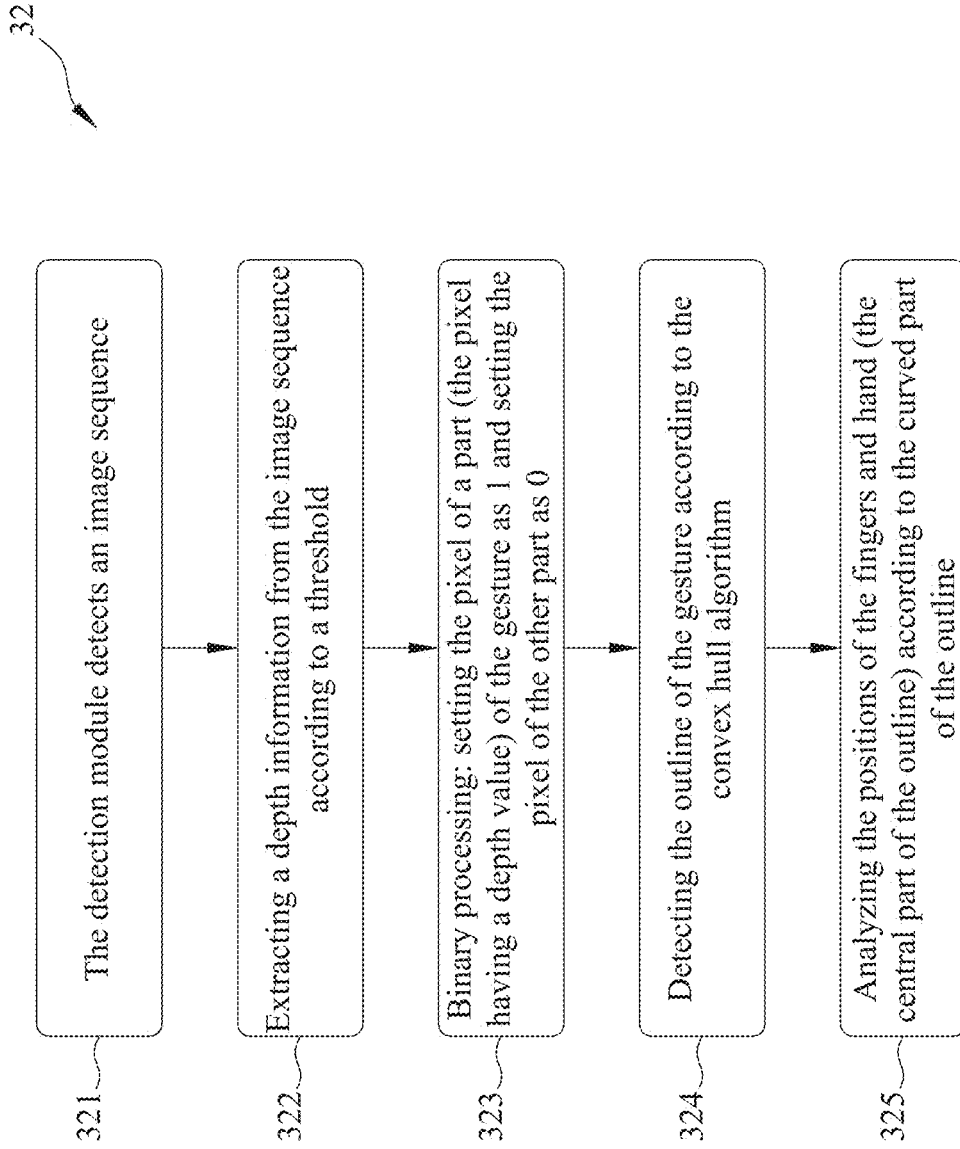 32
321
The detection module detects an image sequence
322
Extracting a depth information from the image sequence
according to a threshold
323
Binary processing: setting the pixel of a part (the pixel
having a depth value) of the gesture as 1 and setting the
pixel of the other part as 0
324
Detecting the outline of the gesture according to the
convex hull algorithm
325
Analyzing the positions of the fingers and hand (the
central part of the outline) according to the curved part
of the outline